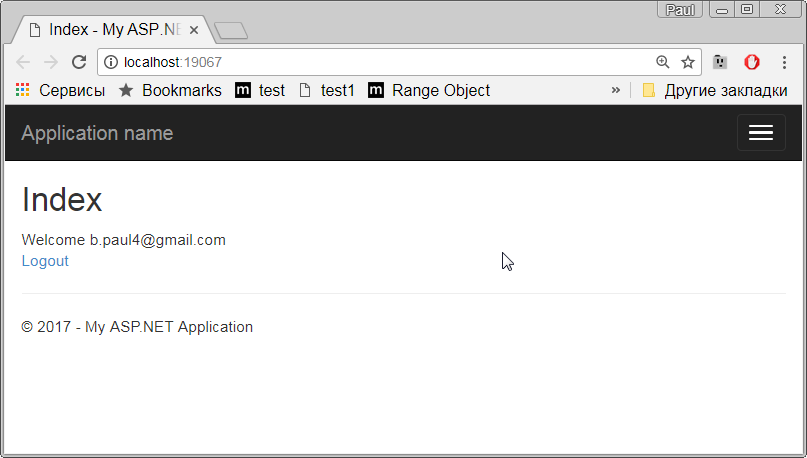 Paul
Index - My ASP.NE
localhost:19067
Сервисы
Bookmarks
m test
test1
m Range Object
»
Другие закладки
Application name
Index
Welcome b.paul4@gmail.com
Logout
© 2017 - My ASP.NET Application